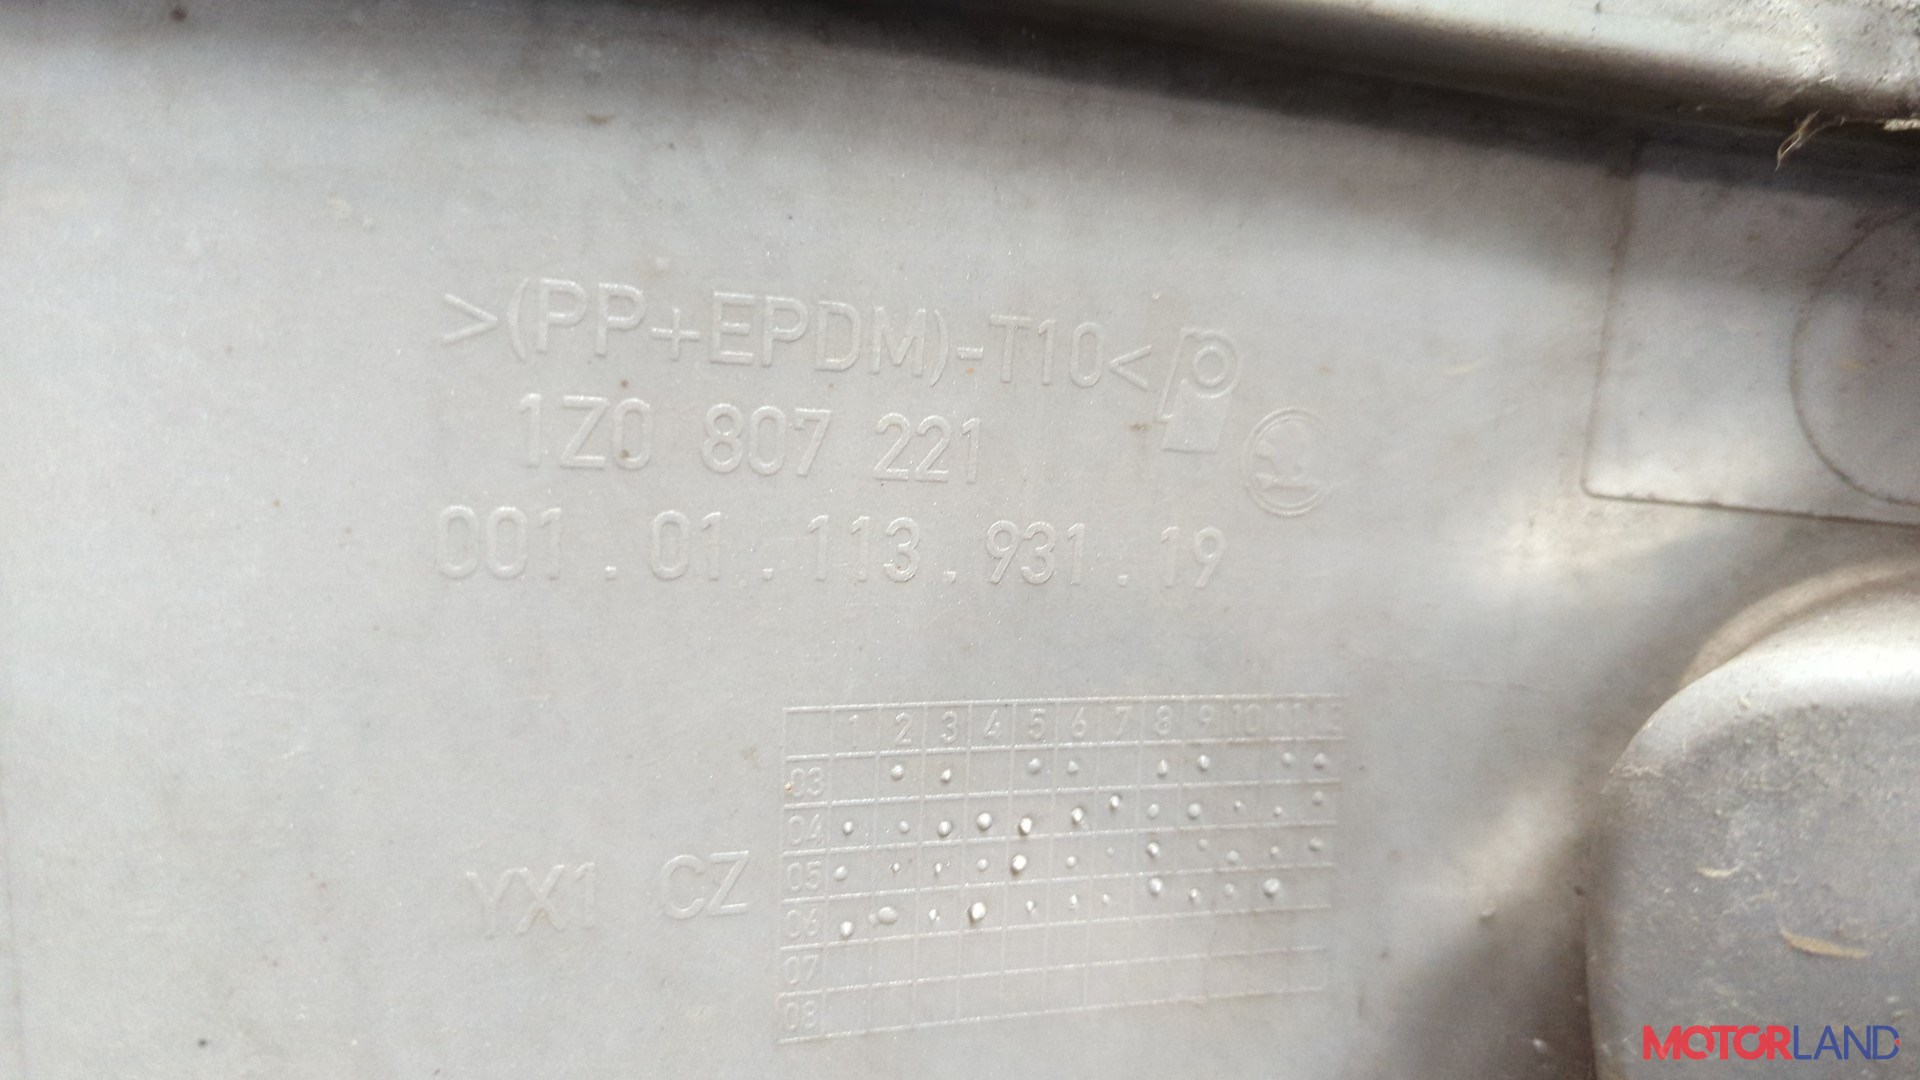 >(PP+EPDM)-T10<
1Z0 807 221
001 . 01 . 113 . 931 . 19
1 2 3 4 5 6 7 8 9 10 11 12
03
04
05
06
07
08
YX1 CZ
MOTORLAND